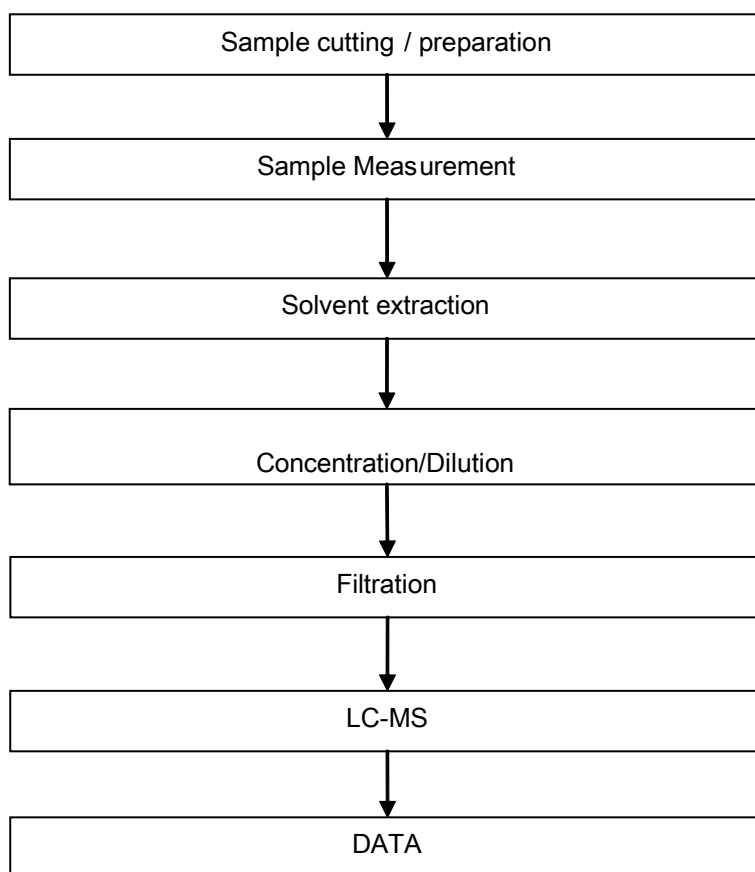 Sample cutting / preparation
Sample Measurement
Solvent extraction
Concentration/Dilution
Filtration
LC-MS
DATA